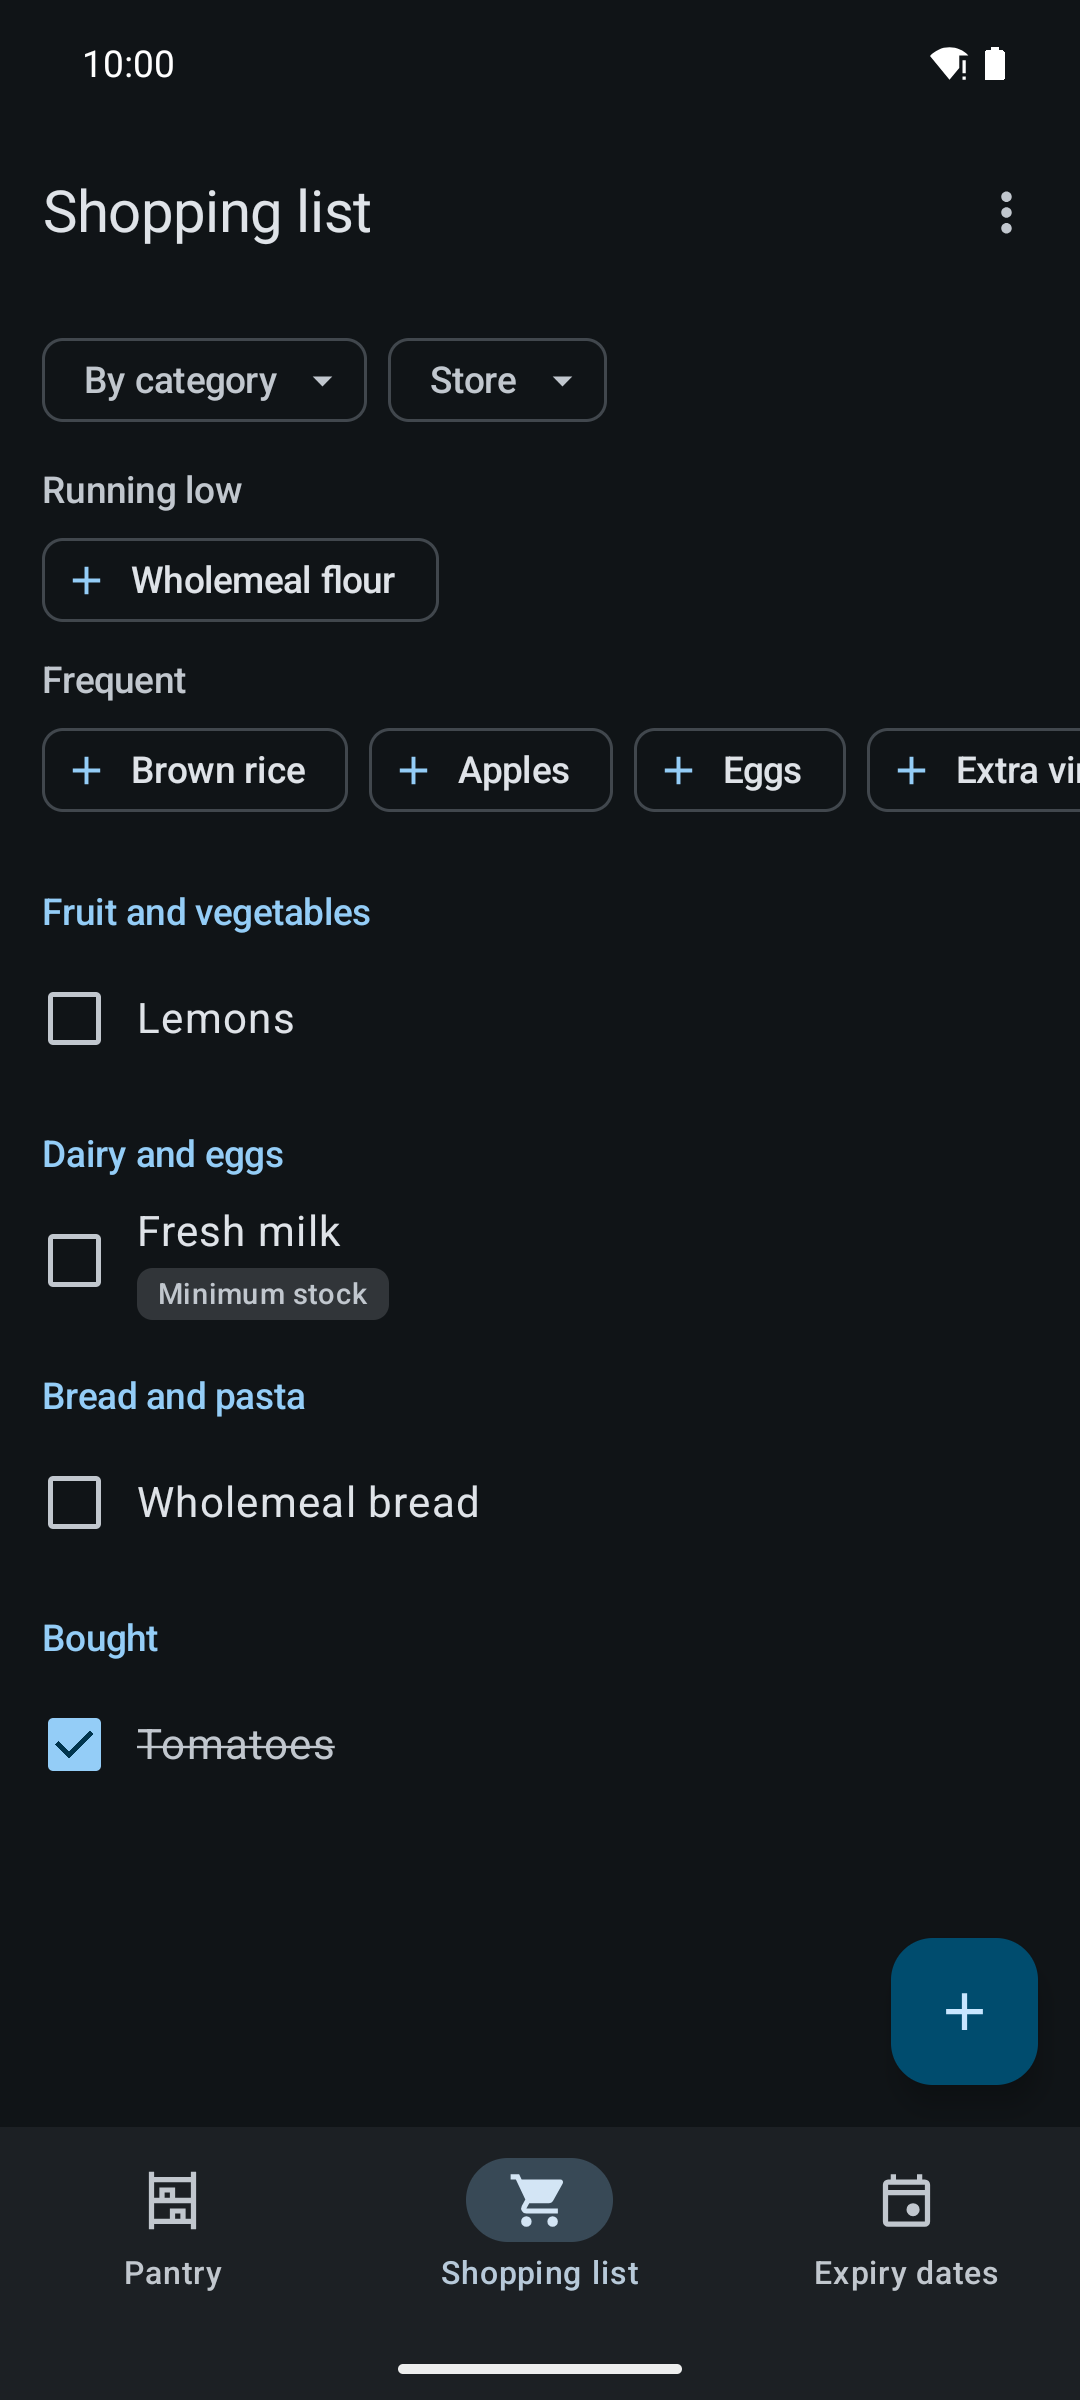 10:00
Shopping list
By category
Store
Running low
Wholemeal flour
Frequent
Brown rice
Apples
Eggs
Extra
Fruit and vegetables
Lemons
Dairy and eggs
Fresh milk
Minimum stock
Bread and pasta
Wholemeal bread
Bought
Tomatoes
Pantry
Shopping list
Expiry dates